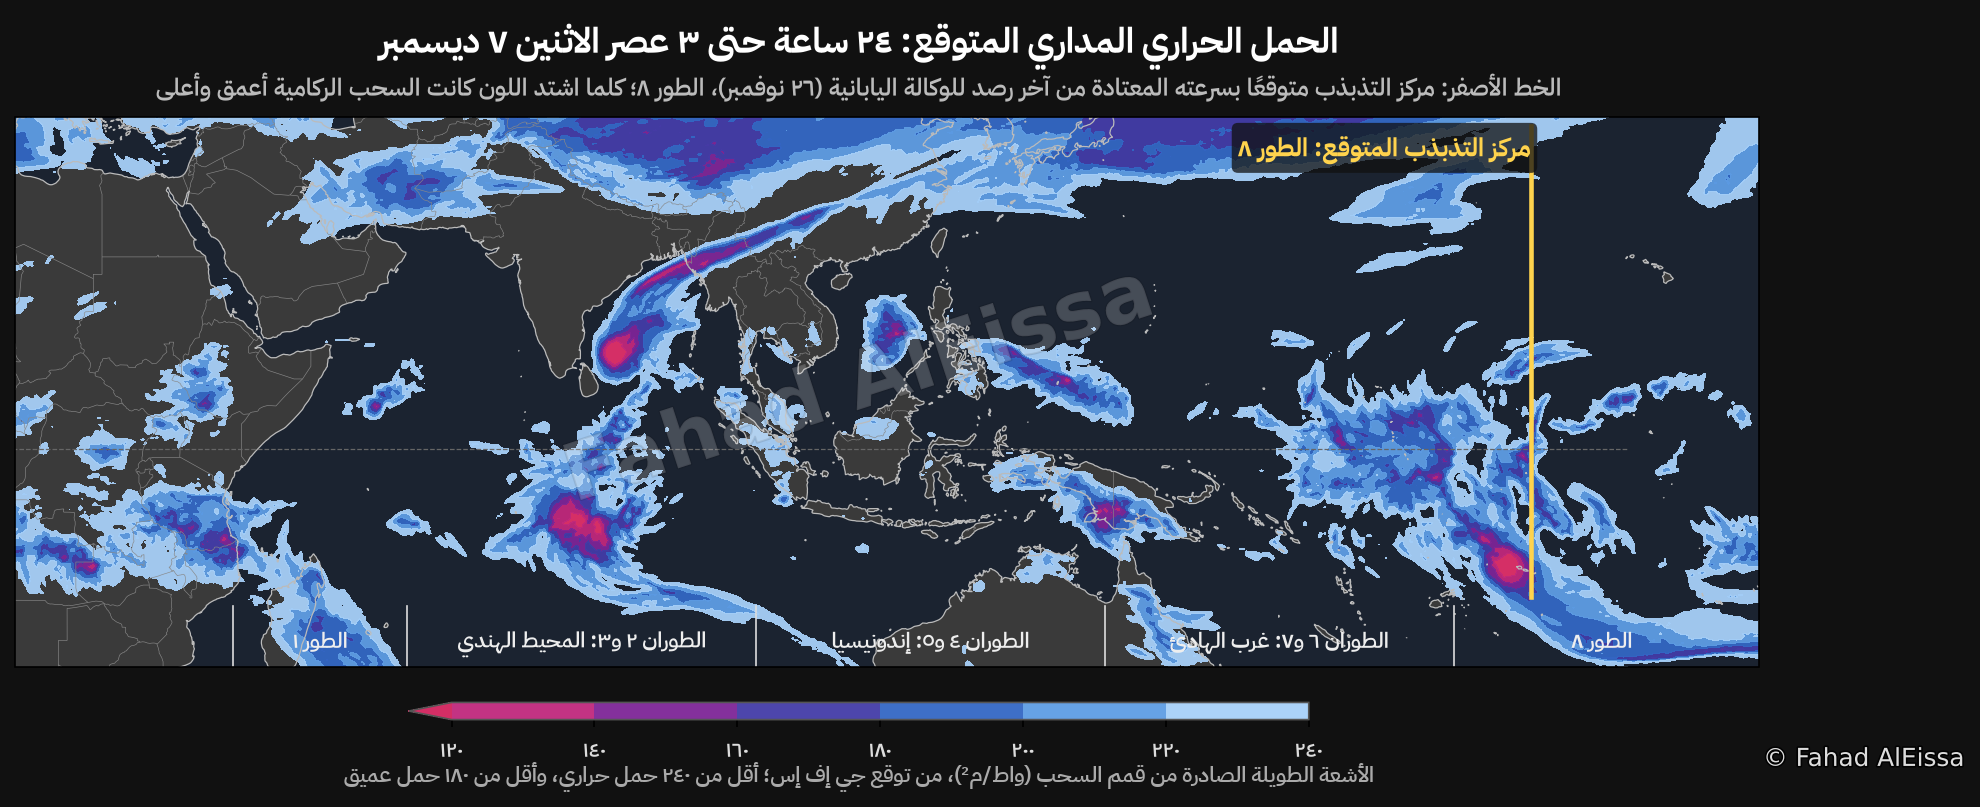 الحمل الحراري المداري المتوقع: ٢٤ ساعة حتى ٣ عصر الاثنين ٧ ديسمبر
الخط الأصفر: مركز التذبذب متوقعًا بسرعته المعتادة من آخر رصد للوكالة اليابانية (٢٦ نوفمبر)، الطور ٨؛ كلما اشتد اللون كانت السحب الركامية أعمق وأعلى
مركز التذبذب المتوقع: الطور ٨
Fahad AlEissa
الطور ١
الطوران ٢ و٣: المحيط الهندي
الطوران ٤ و٥: إندونيسيا
الطوران ٦ و٧: غرب الهادئ
الطور ٨
١٢٠ ١٤٠ ١٦٠ ١٨٠ ٢٠٠ ٢٢٠ ٢٤٠
الأشعة الطويلة الصادرة من قمم السحب (واط/م²)، من توقع جي إف إس؛ أقل من ٢٤٠ حمل حراري، وأقل من ١٨٠ حمل عميق
© Fahad AlEissa